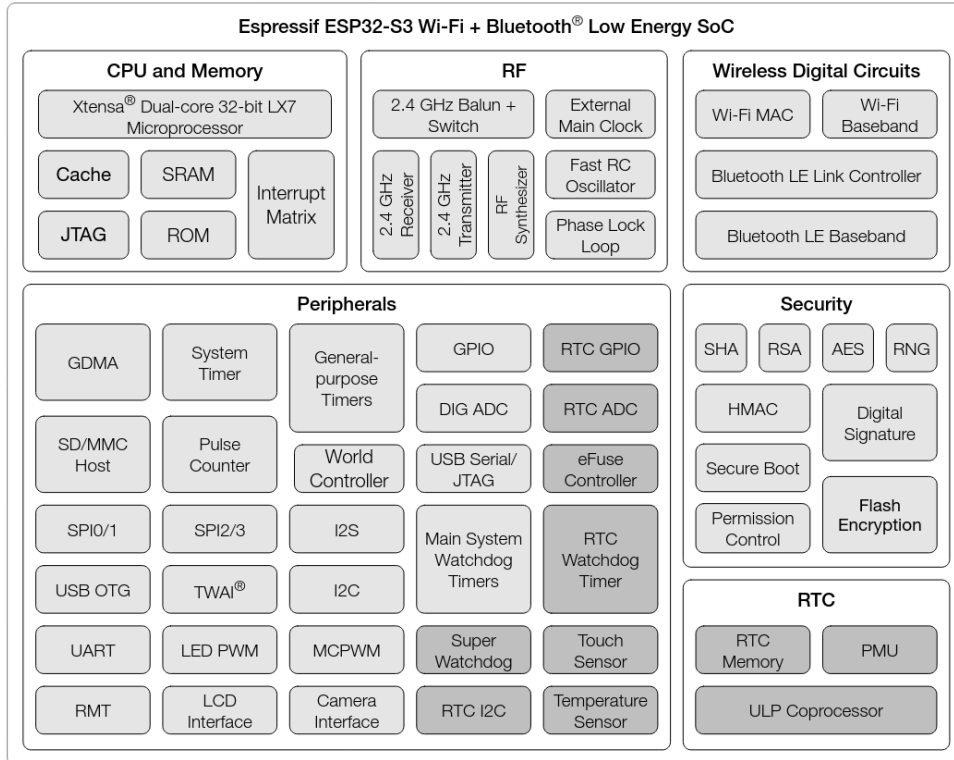 Espressif ESP32-S3 Wi-Fi + Bluetooth® Low Energy SoC
CPU and Memory
Xtensa® Dual-core 32-bit LX7
Microprocessor
Cache
SRAM
Interrupt
Matrix
JTAG
ROM
RF
2.4 GHz Balun +
Switch
External
Main Clock
2.4 GHz
Receiver
2.4 GHz
Transmitter
RF
Synthesizer
Fast RC
Oscillator
Phase Lock
Loop
Wireless Digital Circuits
Wi-Fi MAC
Wi-Fi
Baseband
Bluetooth LE Link Controller
Bluetooth LE Baseband
Peripherals
GDMA
System
Timer
General-
purpose
Timers
GPIO
RTC GPIO
DIG ADC
RTC ADC
SD/MMC
Host
Pulse
Counter
World
Controller
USB Serial/
JTAG
eFuse
Controller
SPI0/1
SPI2/3
I2S
Main System
Watchdog
Timers
RTC
Watchdog
Timer
USB OTG
TWAI®
I2C
UART
LED PWM
MCPWM
Super
Watchdog
Touch
Sensor
RMT
LCD
Interface
Camera
Interface
RTC I2C
Temperature
Sensor
Security
SHA
RSA
AES
RNG
HMAC
Digital
Signature
Secure Boot
Flash
Encryption
Permission
Control
RTC
RTC
Memory
PMU
ULP Coprocessor